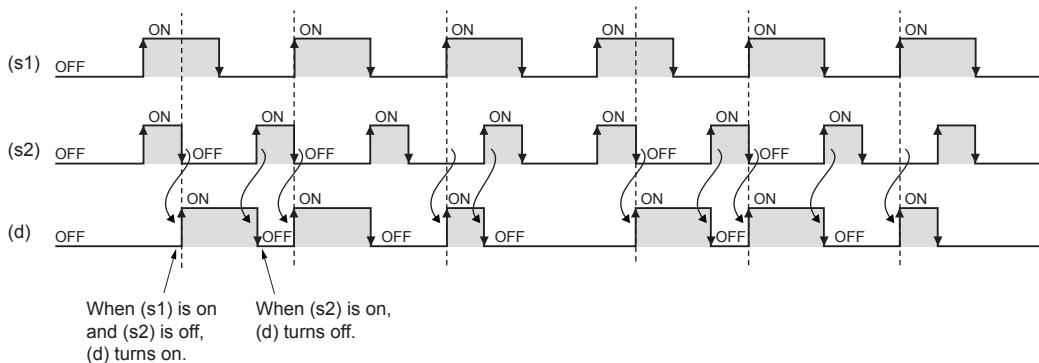 ON ON ON ON ON ON
(s1) OFF
ON ON ON ON ON ON ON ON
(s2) OFF OFF OFF OFF OFF
ON ON ON ON ON ON
(d) OFF OFF OFF OFF OFF OFF
When (s1) is on
and (s2) is off,
(d) turns on.
When (s2) is on,
(d) turns off.